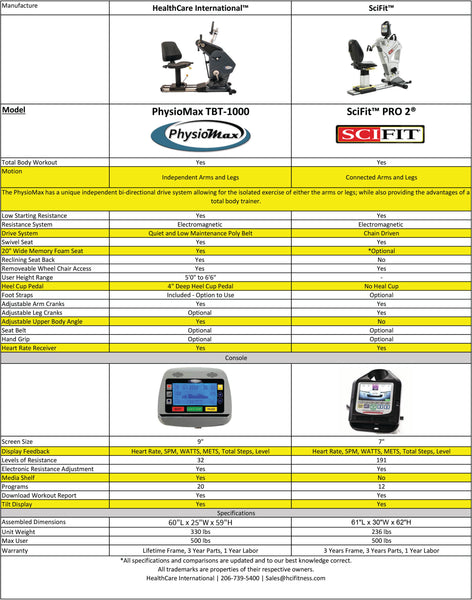 Manufacture HealthCare International™ SciFit™
Model PhysioMax TBT-1000 SciFit™ PRO 2®
PhysioMax SCIFIT
Total Body Workout Yes Yes
Motion Independent Arms and Legs Connected Arms and Legs
The PhysioMax has a unique independent bi-directional drive system allowing for the isolated exercise of either the arms or legs; while also providing the advantages of a
total body trainer.
Low Starting Resistance Yes Yes
Resistance System Electromagnetic Electromagnetic
Drive System Quiet and Low Maintenance Poly Belt Chain Driven
Swivel Seat Yes Yes
20" Wide Memory Foam Seat Yes *Optional
Reclining Seat Back Yes No
Removeable Wheel Chair Access Yes Yes
User Height Range 5'0" to 6'6" -
Heel Cup Pedal 4" Deep Heel Cup Pedal No Heal Cup
Foot Straps Included - Option to Use Optional
Adjustable Arm Cranks Yes Yes
Adjustable Leg Cranks Optional Yes
Adjustable Upper Body Angle Yes No
Seat Belt Optional Optional
Hand Grip Optional Optional
Heart Rate Receiver Yes Yes
Console
Screen Size 9" 7"
Display Feedback Heart Rate, SPM, WATTS, METS, Total Steps, Level Heart Rate, SPM, WATTS, METS, Total Steps, Level
Levels of Resistance 32 191
Electronic Resistance Adjustment Yes Yes
Media Shelf Yes No
Programs 20 12
Download Workout Report Yes Yes
Tilt Display Yes Yes
Specifications
Assembled Dimensions 60"L x 25"W x 59"H 61"L x 30"W x 62"H
Unit Weight 330 lbs 236 lbs
Max User 500 lbs 500 lbs
Warranty Lifetime Frame, 3 Year Parts, 1 Year Labor 3 Years Frame, 3 Years Parts, 1 Year Labor
*All specifications and comparisons are updated and to our best knowledge correct.
All trademarks are properties of their respective owners.
HealthCare International | 206-739-5400 | Sales@hcifitness.com